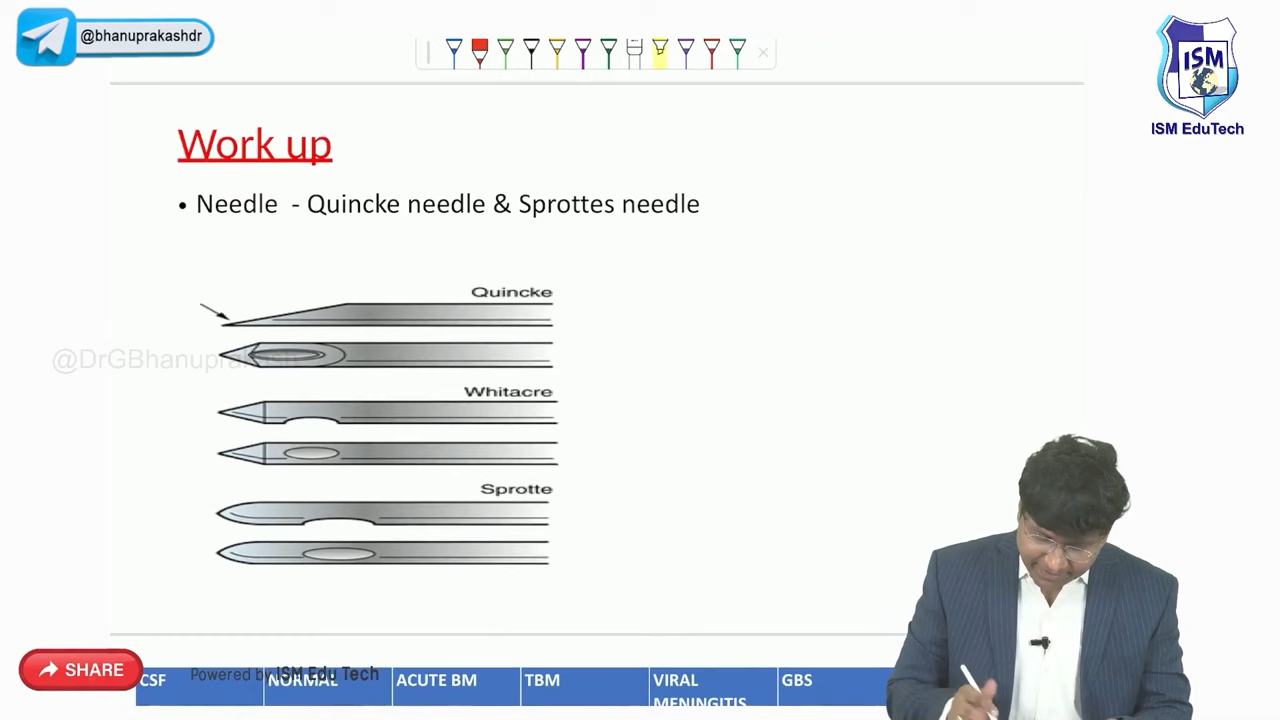 @bhanuprakashdr
ISM
ISM EduTech
Work up
• Needle - Quincke needle & Sprottes needle
Quincke
@DrGBhanuprakash
Whitacre
Sprotte
SHARE
Powered by ISM Edu Tech
CSF NORMAL ACUTE BM TBM VIRAL MENINGITIS GBS